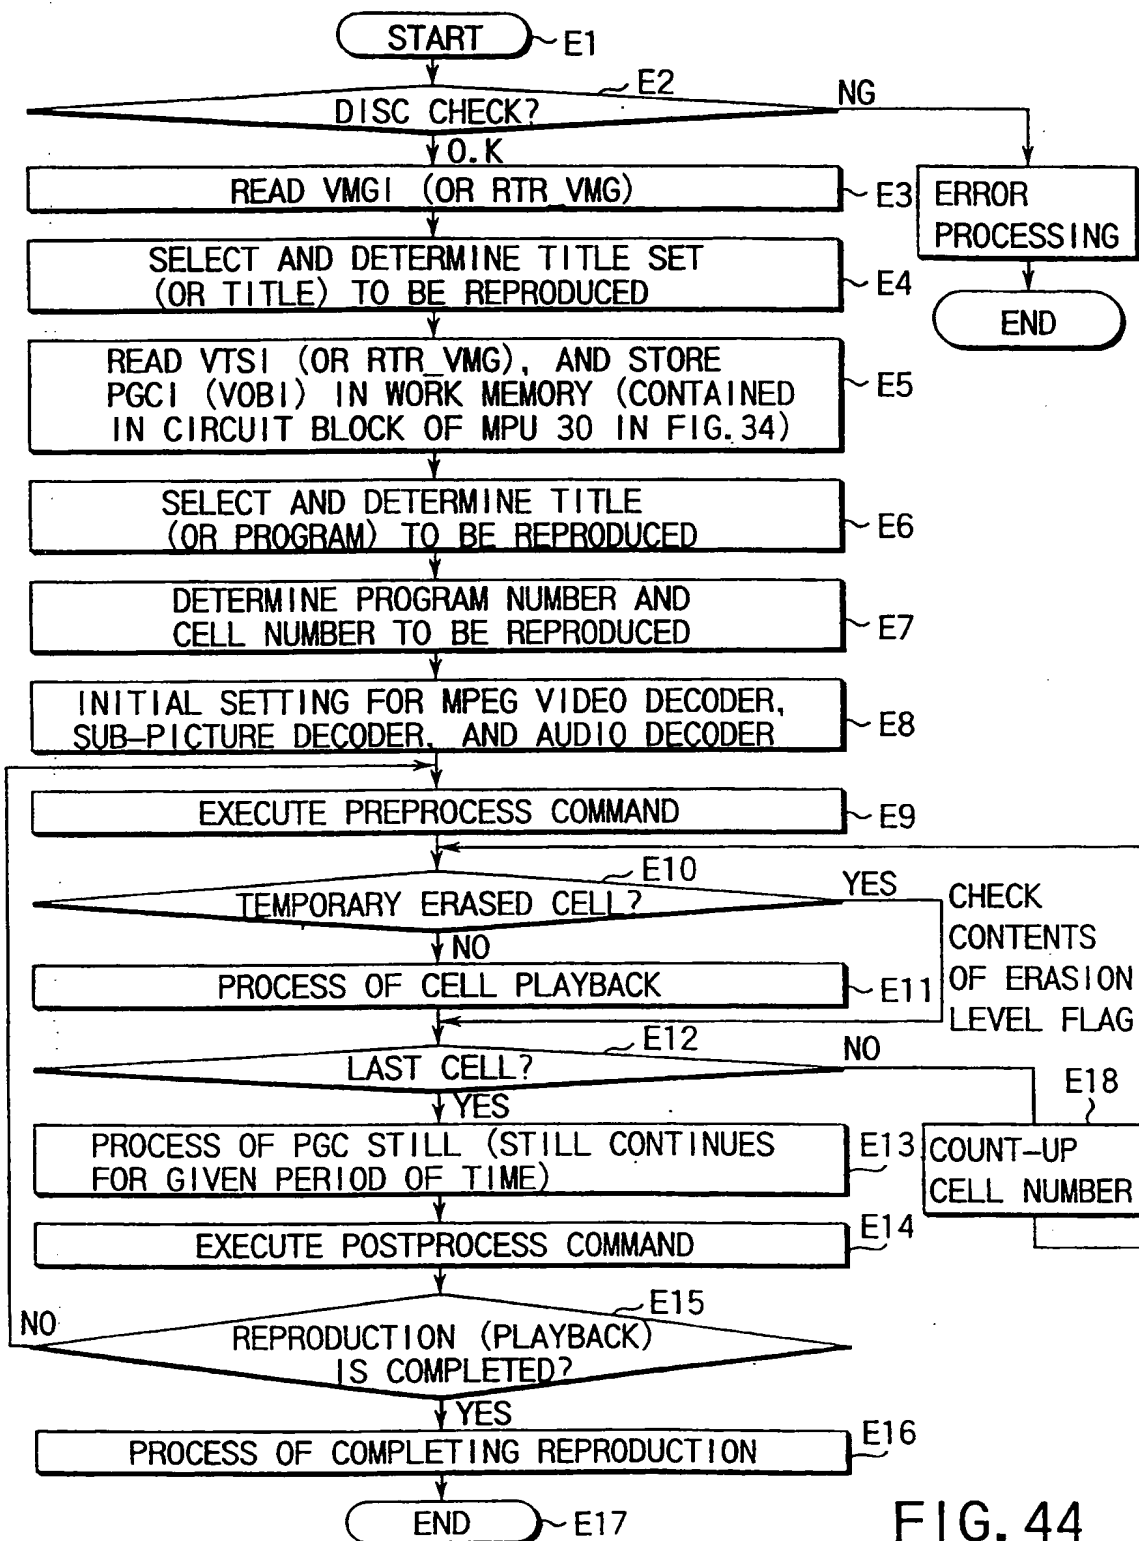 START
E1
DISC CHECK?
E2
NG
O.K
READ VMGI (OR RTR_VMG)
E3
ERROR
PROCESSING
END
SELECT AND DETERMINE TITLE SET
(OR TITLE) TO BE REPRODUCED
E4
READ VTSI (OR RTR_VMG), AND STORE
PGCI (VOBI) IN WORK MEMORY (CONTAINED
IN CIRCUIT BLOCK OF MPU 30 IN FIG.34)
E5
SELECT AND DETERMINE TITLE
(OR PROGRAM) TO BE REPRODUCED
E6
DETERMINE PROGRAM NUMBER AND
CELL NUMBER TO BE REPRODUCED
E7
INITIAL SETTING FOR MPEG VIDEO DECODER,
SUB-PICTURE DECODER, AND AUDIO DECODER
E8
EXECUTE PREPROCESS COMMAND
E9
TEMPORARY ERASED CELL?
E10
YES
CHECK
CONTENTS
OF ERASION
LEVEL FLAG
NO
PROCESS OF CELL PLAYBACK
E11
LAST CELL?
E12
NO
YES
E18
COUNT-UP
CELL NUMBER
PROCESS OF PGC STILL (STILL CONTINUES
FOR GIVEN PERIOD OF TIME)
E13
EXECUTE POSTPROCESS COMMAND
E14
REPRODUCTION (PLAYBACK)
IS COMPLETED?
E15
NO
YES
PROCESS OF COMPLETING REPRODUCTION
E16
END
E17
FIG. 44